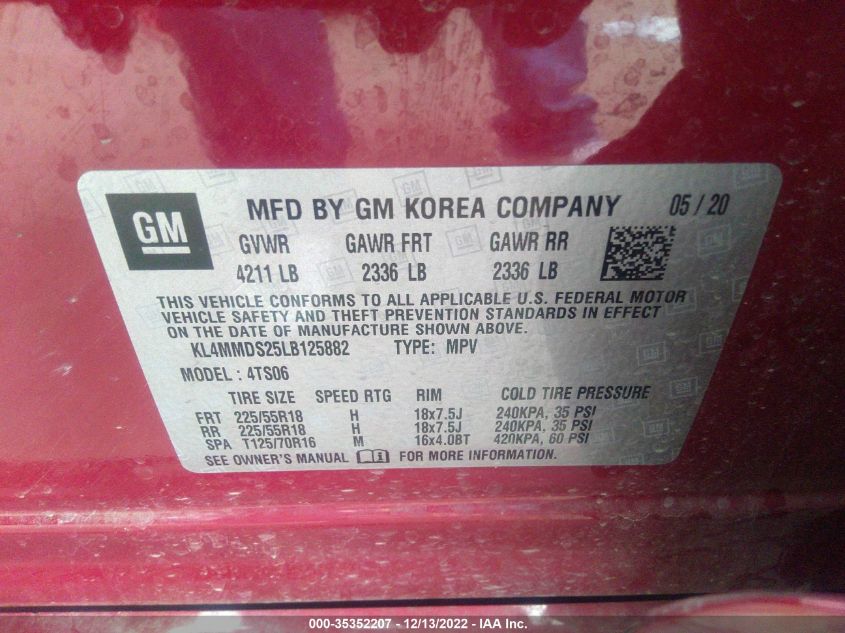 GM
MFD BY GM KOREA COMPANY 05 / 20
GVWR GAWR FRT GAWR RR
4211 LB 2336 LB 2336 LB
THIS VEHICLE CONFORMS TO ALL APPLICABLE U.S. FEDERAL MOTOR
VEHICLE SAFETY AND THEFT PREVENTION STANDARDS IN EFFECT
ON THE DATE OF MANUFACTURE SHOWN ABOVE.
KL4MMDS25LB125882 TYPE: MPV
MODEL : 4TS06
TIRE SIZE SPEED RTG RIM COLD TIRE PRESSURE
FRT 225/55R18 H 18x7.5J 240KPA, 35 PSI
RR 225/55R18 H 18x7.5J 240KPA, 35 PSI
SPA T125/70R16 M 16x4.0BT 420KPA, 60 PSI
SEE OWNER'S MANUAL FOR MORE INFORMATION.
000-35352207 - 12/13/2022 - IAA Inc.